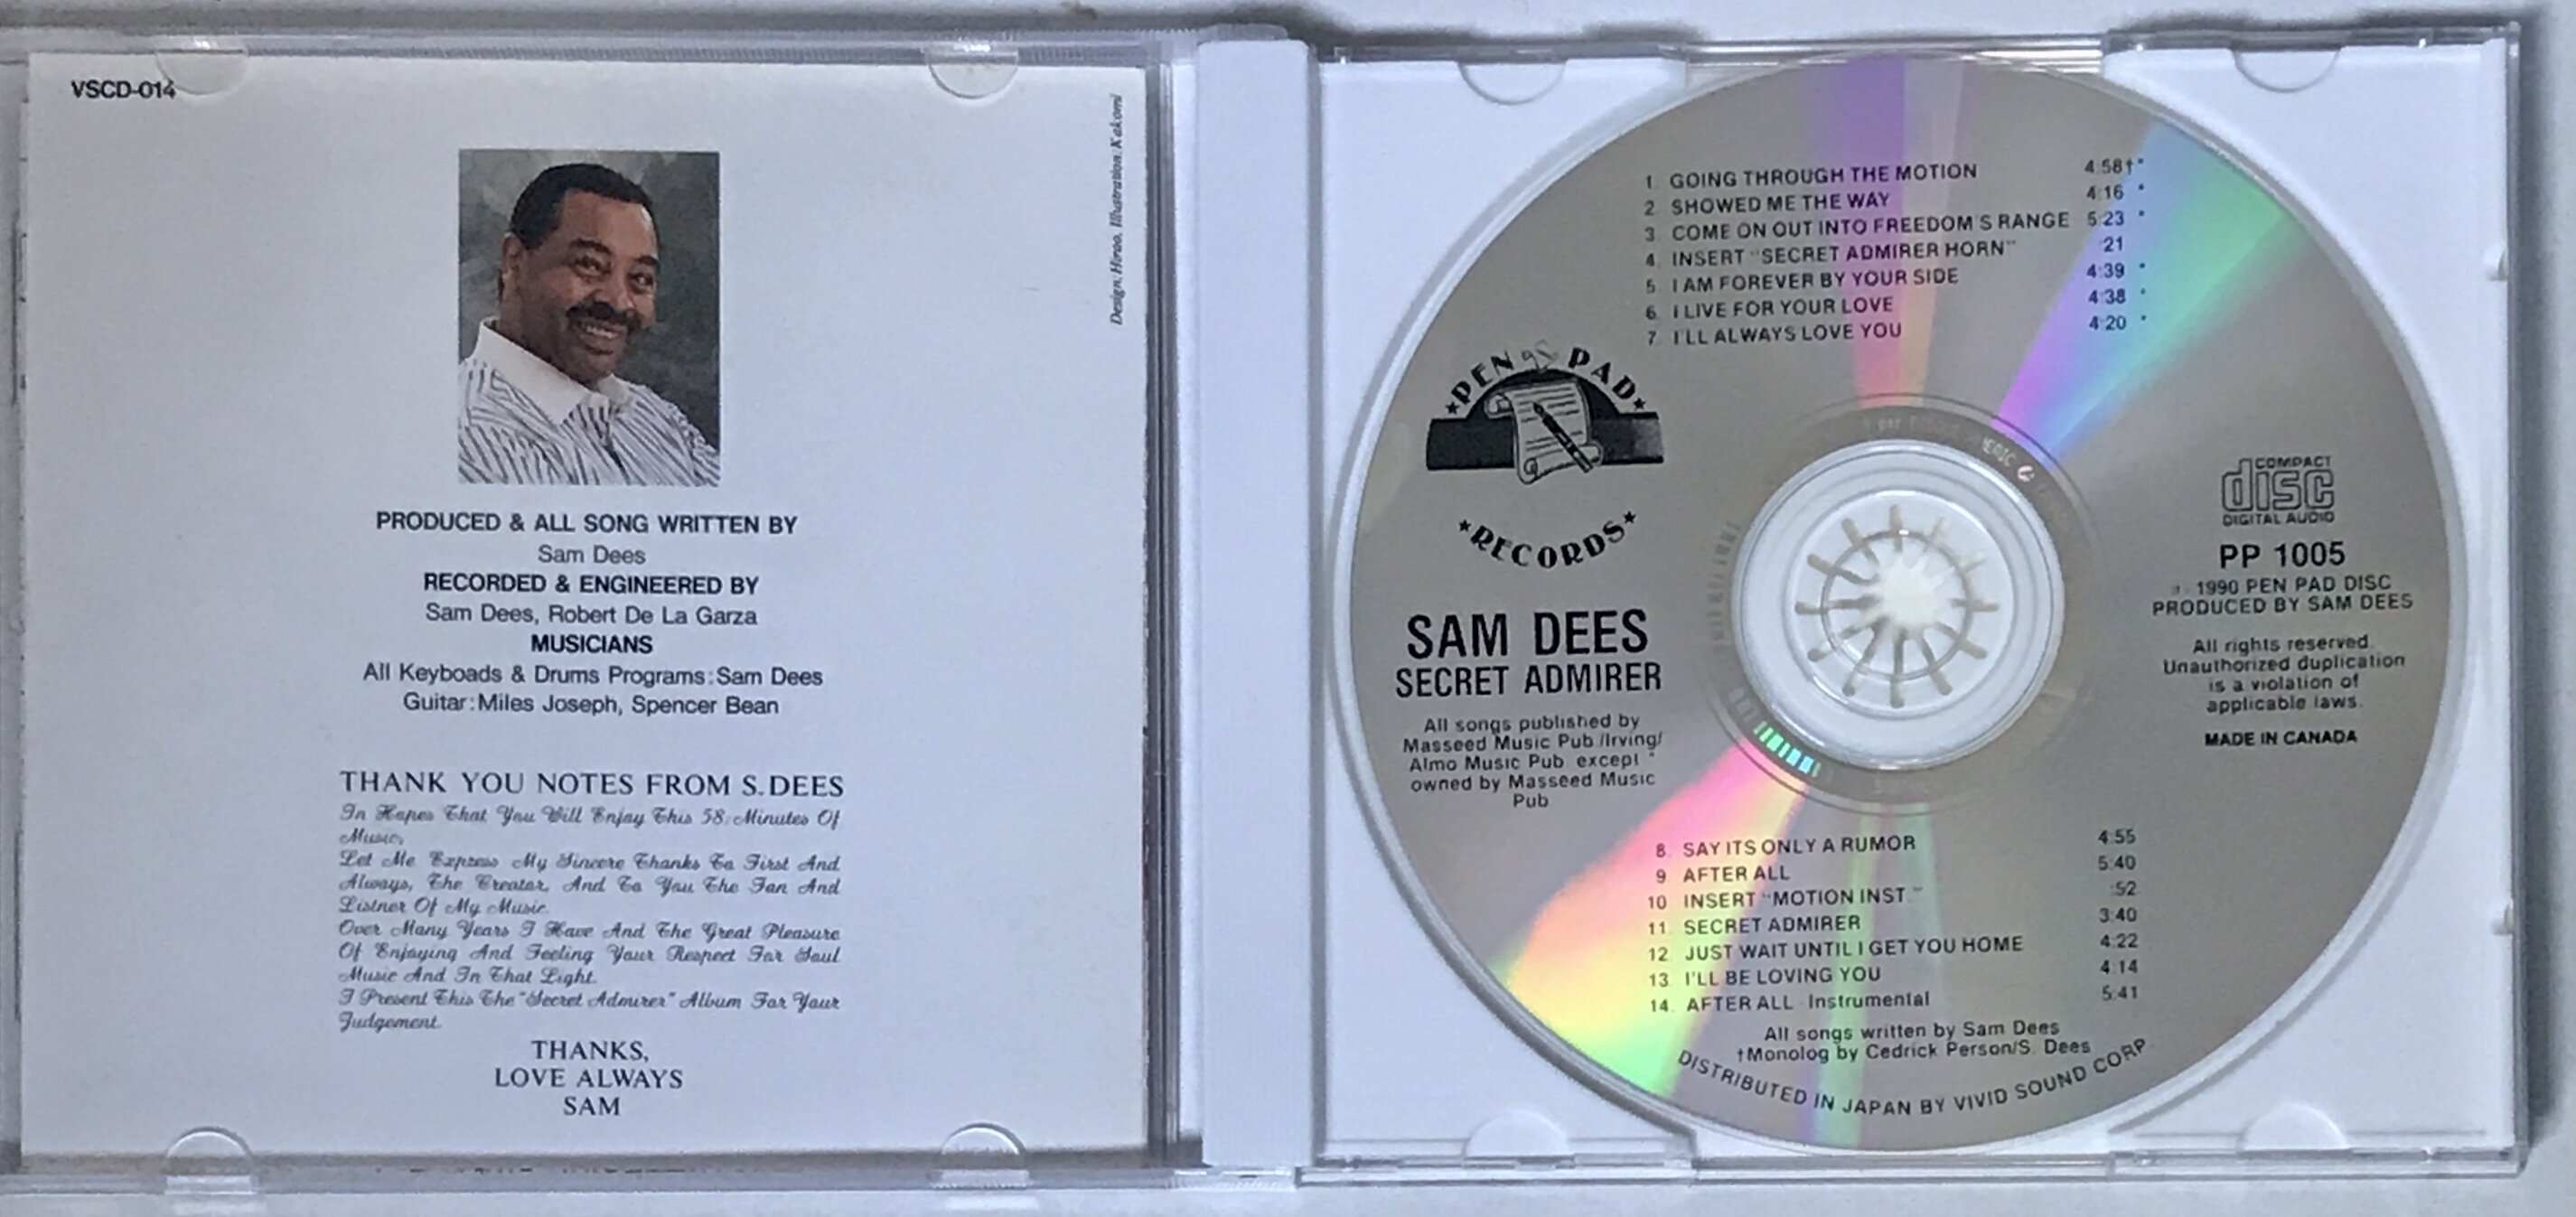 VSCD-014
Design: Hirao, Illustration: Kakomi
PRODUCED & ALL SONG WRITTEN BY
Sam Dees
RECORDED & ENGINEERED BY
Sam Dees, Robert De La Garza
MUSICIANS
All Keyboads & Drums Programs:Sam Dees
Guitar:Miles Joseph, Spencer Bean
THANK YOU NOTES FROM S.DEES
In Hopes That You Will Enjoy This 58 Minutes Of
Music,
Let Me Express My Sincere Thanks To First And
Always, The Creator, And To You The Fan And
Listner Of My Music.
Over Many Years I Have And The Great Pleasure
Of Enjoying And Feeling Your Respect For Soul
Music And In That Light.
I Present This The "Secret Admirer" Album For Your
Judgement.
THANKS,
LOVE ALWAYS
SAM
1. GOING THROUGH THE MOTION 4:58†*
2. SHOWED ME THE WAY 4:16 *
3. COME ON OUT INTO FREEDOM'S RANGE 5:23 *
4. INSERT "SECRET ADMIRER HORN" :21
5. I AM FOREVER BY YOUR SIDE 4:39 *
6. I LIVE FOR YOUR LOVE 4:38 *
7. I'LL ALWAYS LOVE YOU 4:20 *
PEN PAD
RECORDS
SAM DEES
SECRET ADMIRER
All songs published by
Masseed Music Pub./Irving/
Almo Music Pub. except *
owned by Masseed Music
Pub
COMPACT
disc
DIGITAL AUDIO
PP 1005
1990 PEN PAD DISC
PRODUCED BY SAM DEES
All rights reserved.
Unauthorized duplication
is a violation of
applicable laws.
MADE IN CANADA
8. SAY ITS ONLY A RUMOR 4:55
9. AFTER ALL 5:40
10. INSERT "MOTION INST." :52
11. SECRET ADMIRER 3:40
12. JUST WAIT UNTIL I GET YOU HOME 4:22
13. I'LL BE LOVING YOU 4:14
14. AFTER ALL - Instrumental 5:41
All songs written by Sam Dees
†Monolog by Cedrick Person/S. Dees
DISTRIBUTED IN JAPAN BY VIVID SOUND CORP.